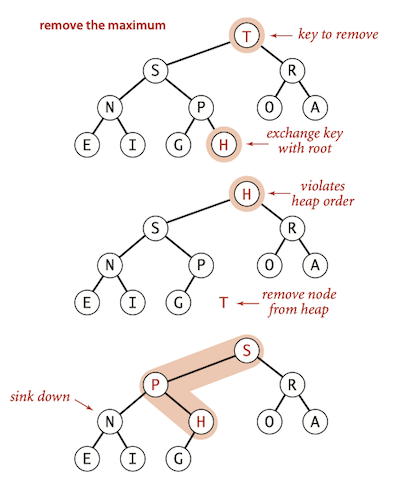 remove the maximum
T
key to remove
S
R
N
P
O
A
E
I
G
H
exchange key
with root
H
violates
heap order
S
R
N
P
O
A
E
I
G
T
remove node
from heap
S
P
R
sink down
N
H
O
A
E
I
G